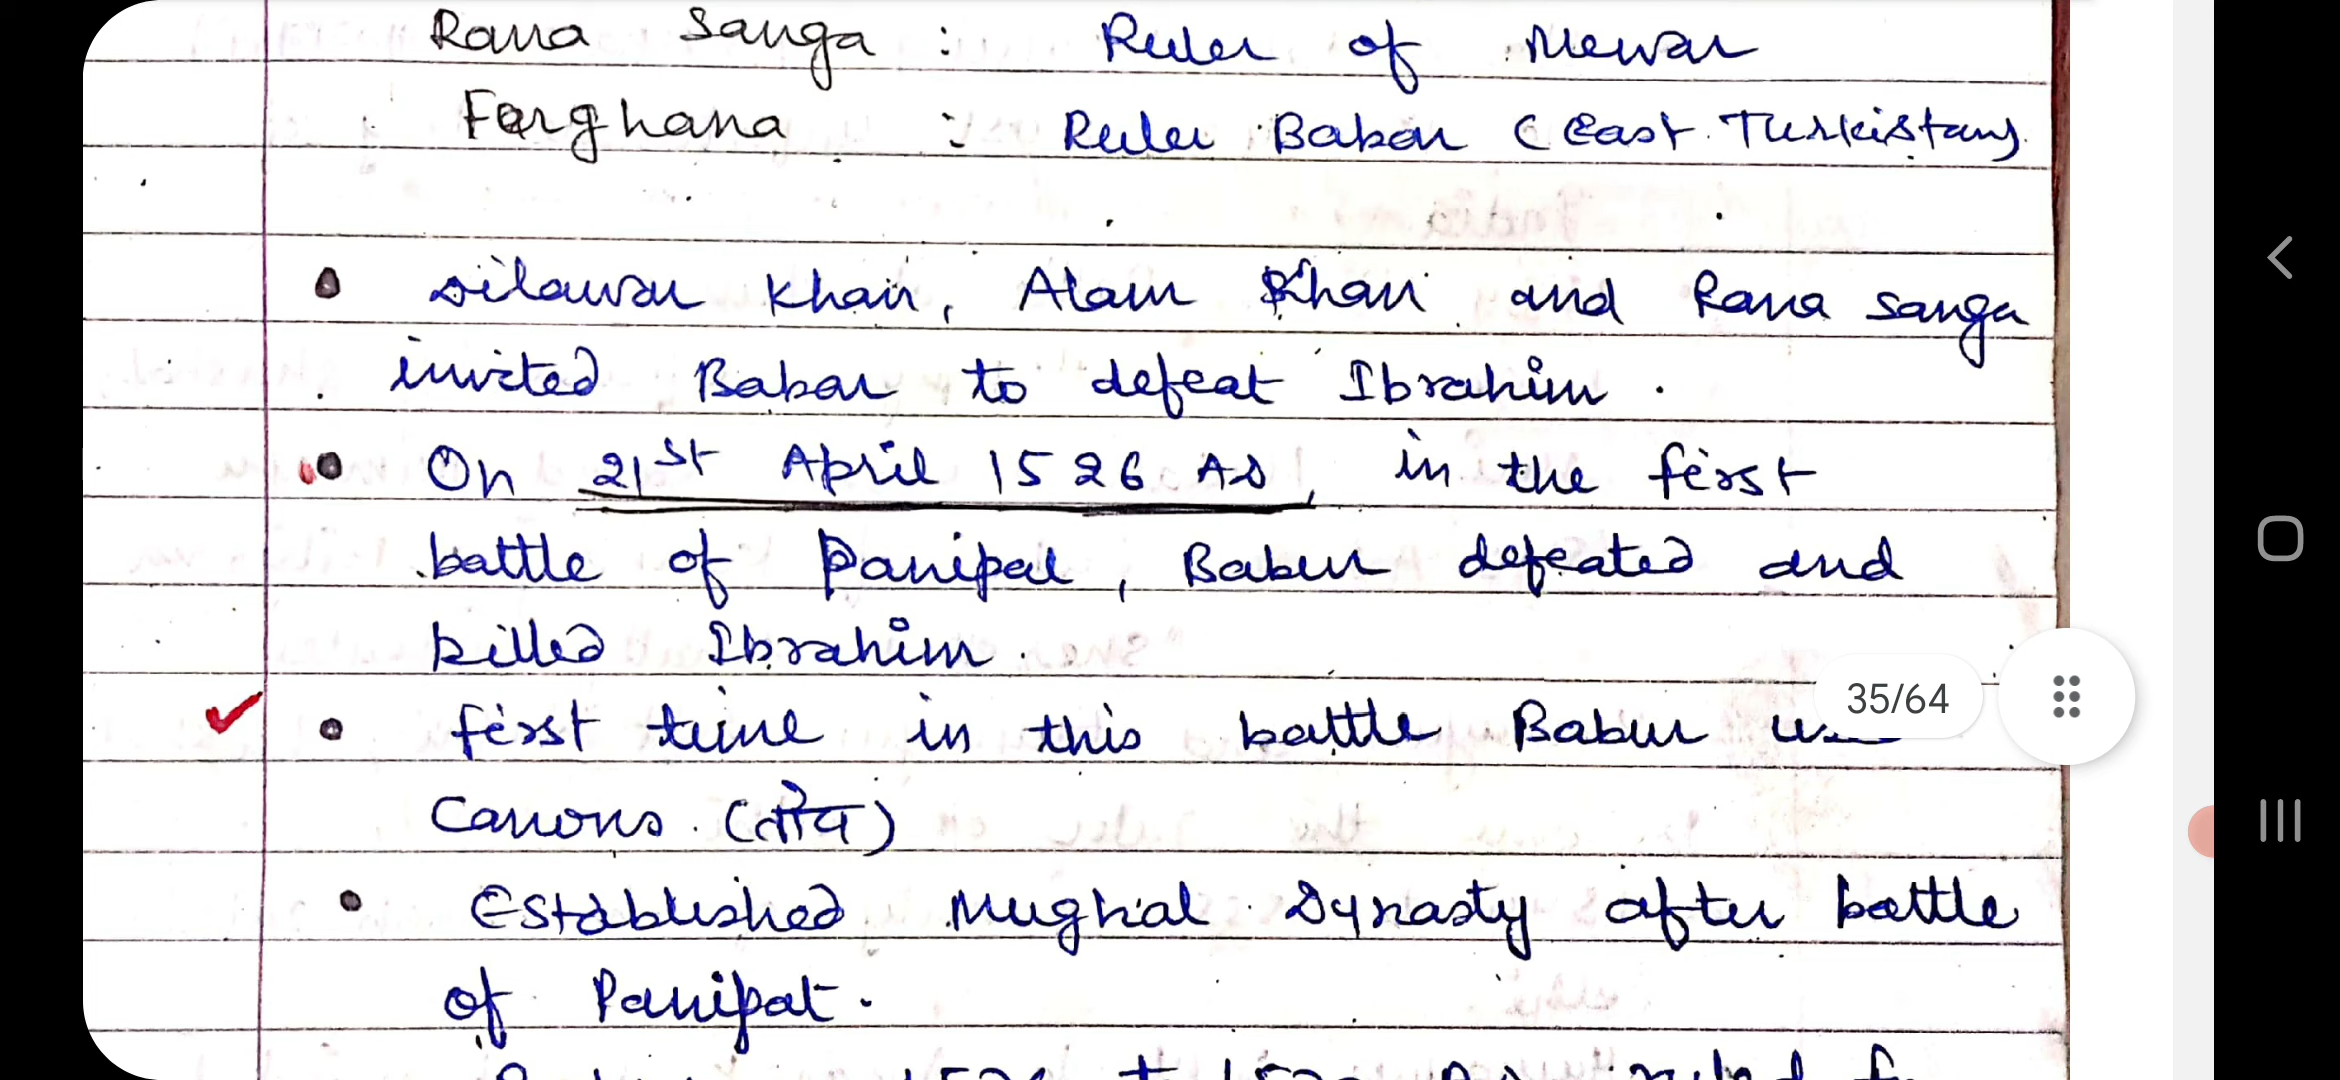 Rana Sanga : Ruler of Mewar
Farghana : Ruler Babar (East Turkistan)
Dilawar Khan, Alam Khan and Rana Sanga
invited Babar to defeat Ibrahim.
On 21st April 1526 AD, in the first
battle of Panipat, Babur defeated and
killed Ibrahim.
35/64
first time in this battle Babur
Canons. (तोप)
Established Mughal Dynasty after battle
of Panipat.